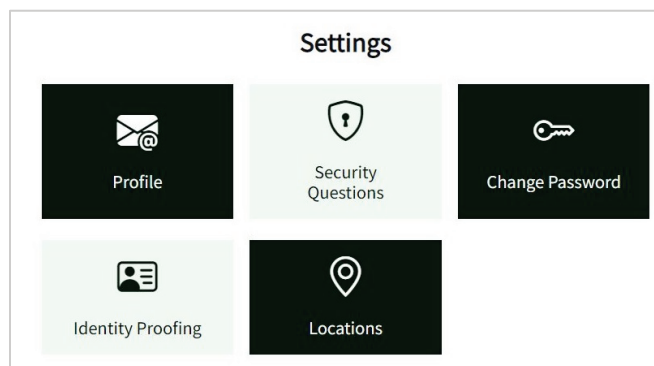 Settings
Profile
Security
Questions
Change Password
Identity Proofing
Locations